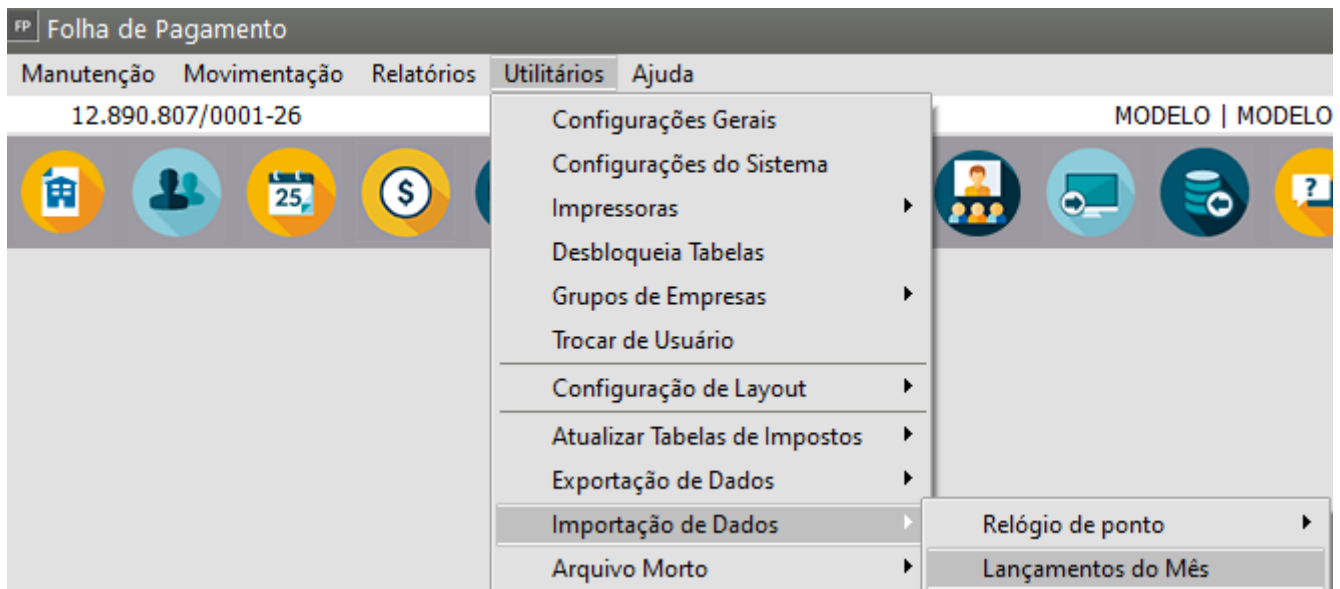 FP Folha de Pagamento
Manutenção Movimentação Relatórios Utilitários Ajuda
12.890.807/0001-26 MODELO | MODELO
Configurações Gerais
Configurações do Sistema
Impressoras
Desbloqueia Tabelas
Grupos de Empresas
Trocar de Usuário
Configuração de Layout
Atualizar Tabelas de Impostos
Exportação de Dados
Importação de Dados
Arquivo Morto
Relógio de ponto
Lançamentos do Mês
25
$
?